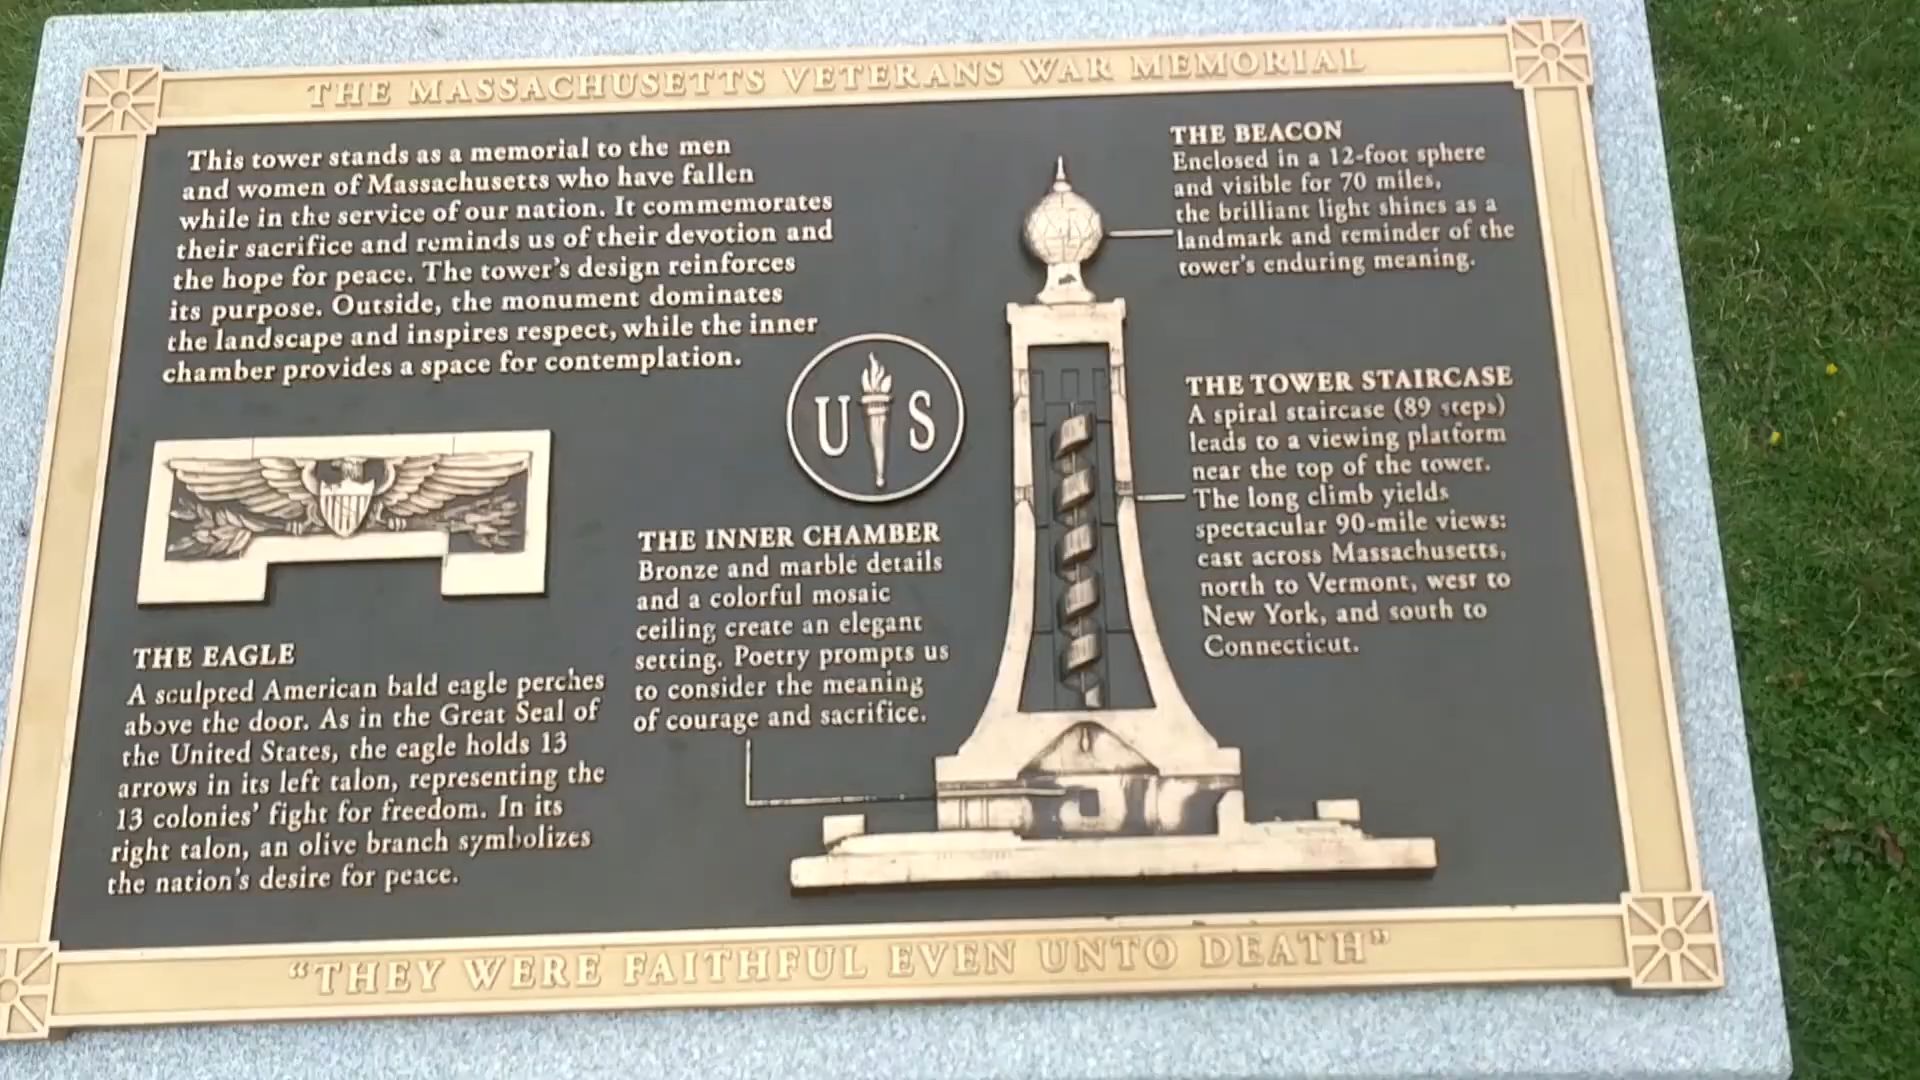 THE MASSACHUSETTS VETERANS WAR MEMORIAL
This tower stands as a memorial to the men
and women of Massachusetts who have fallen
while in the service of our nation. It commemorates
their sacrifice and reminds us of their devotion and
the hope for peace. The tower's design reinforces
its purpose. Outside, the monument dominates
the landscape and inspires respect, while the inner
chamber provides a space for contemplation.
THE EAGLE
A sculpted American bald eagle perches
above the door. As in the Great Seal of
the United States, the eagle holds 13
arrows in its left talon, representing the
13 colonies' fight for freedom. In its
right talon, an olive branch symbolizes
the nation's desire for peace.
U S
THE INNER CHAMBER
Bronze and marble details
and a colorful mosaic
ceiling create an elegant
setting. Poetry prompts us
to consider the meaning
of courage and sacrifice.
THE BEACON
Enclosed in a 12-foot sphere
and visible for 70 miles,
the brilliant light shines as a
landmark and reminder of the
tower's enduring meaning.
THE TOWER STAIRCASE
A spiral staircase (89 steps)
leads to a viewing platform
near the top of the tower.
The long climb yields
spectacular 90-mile views:
east across Massachusetts,
north to Vermont, west to
New York, and south to
Connecticut.
"THEY WERE FAITHFUL EVEN UNTO DEATH"